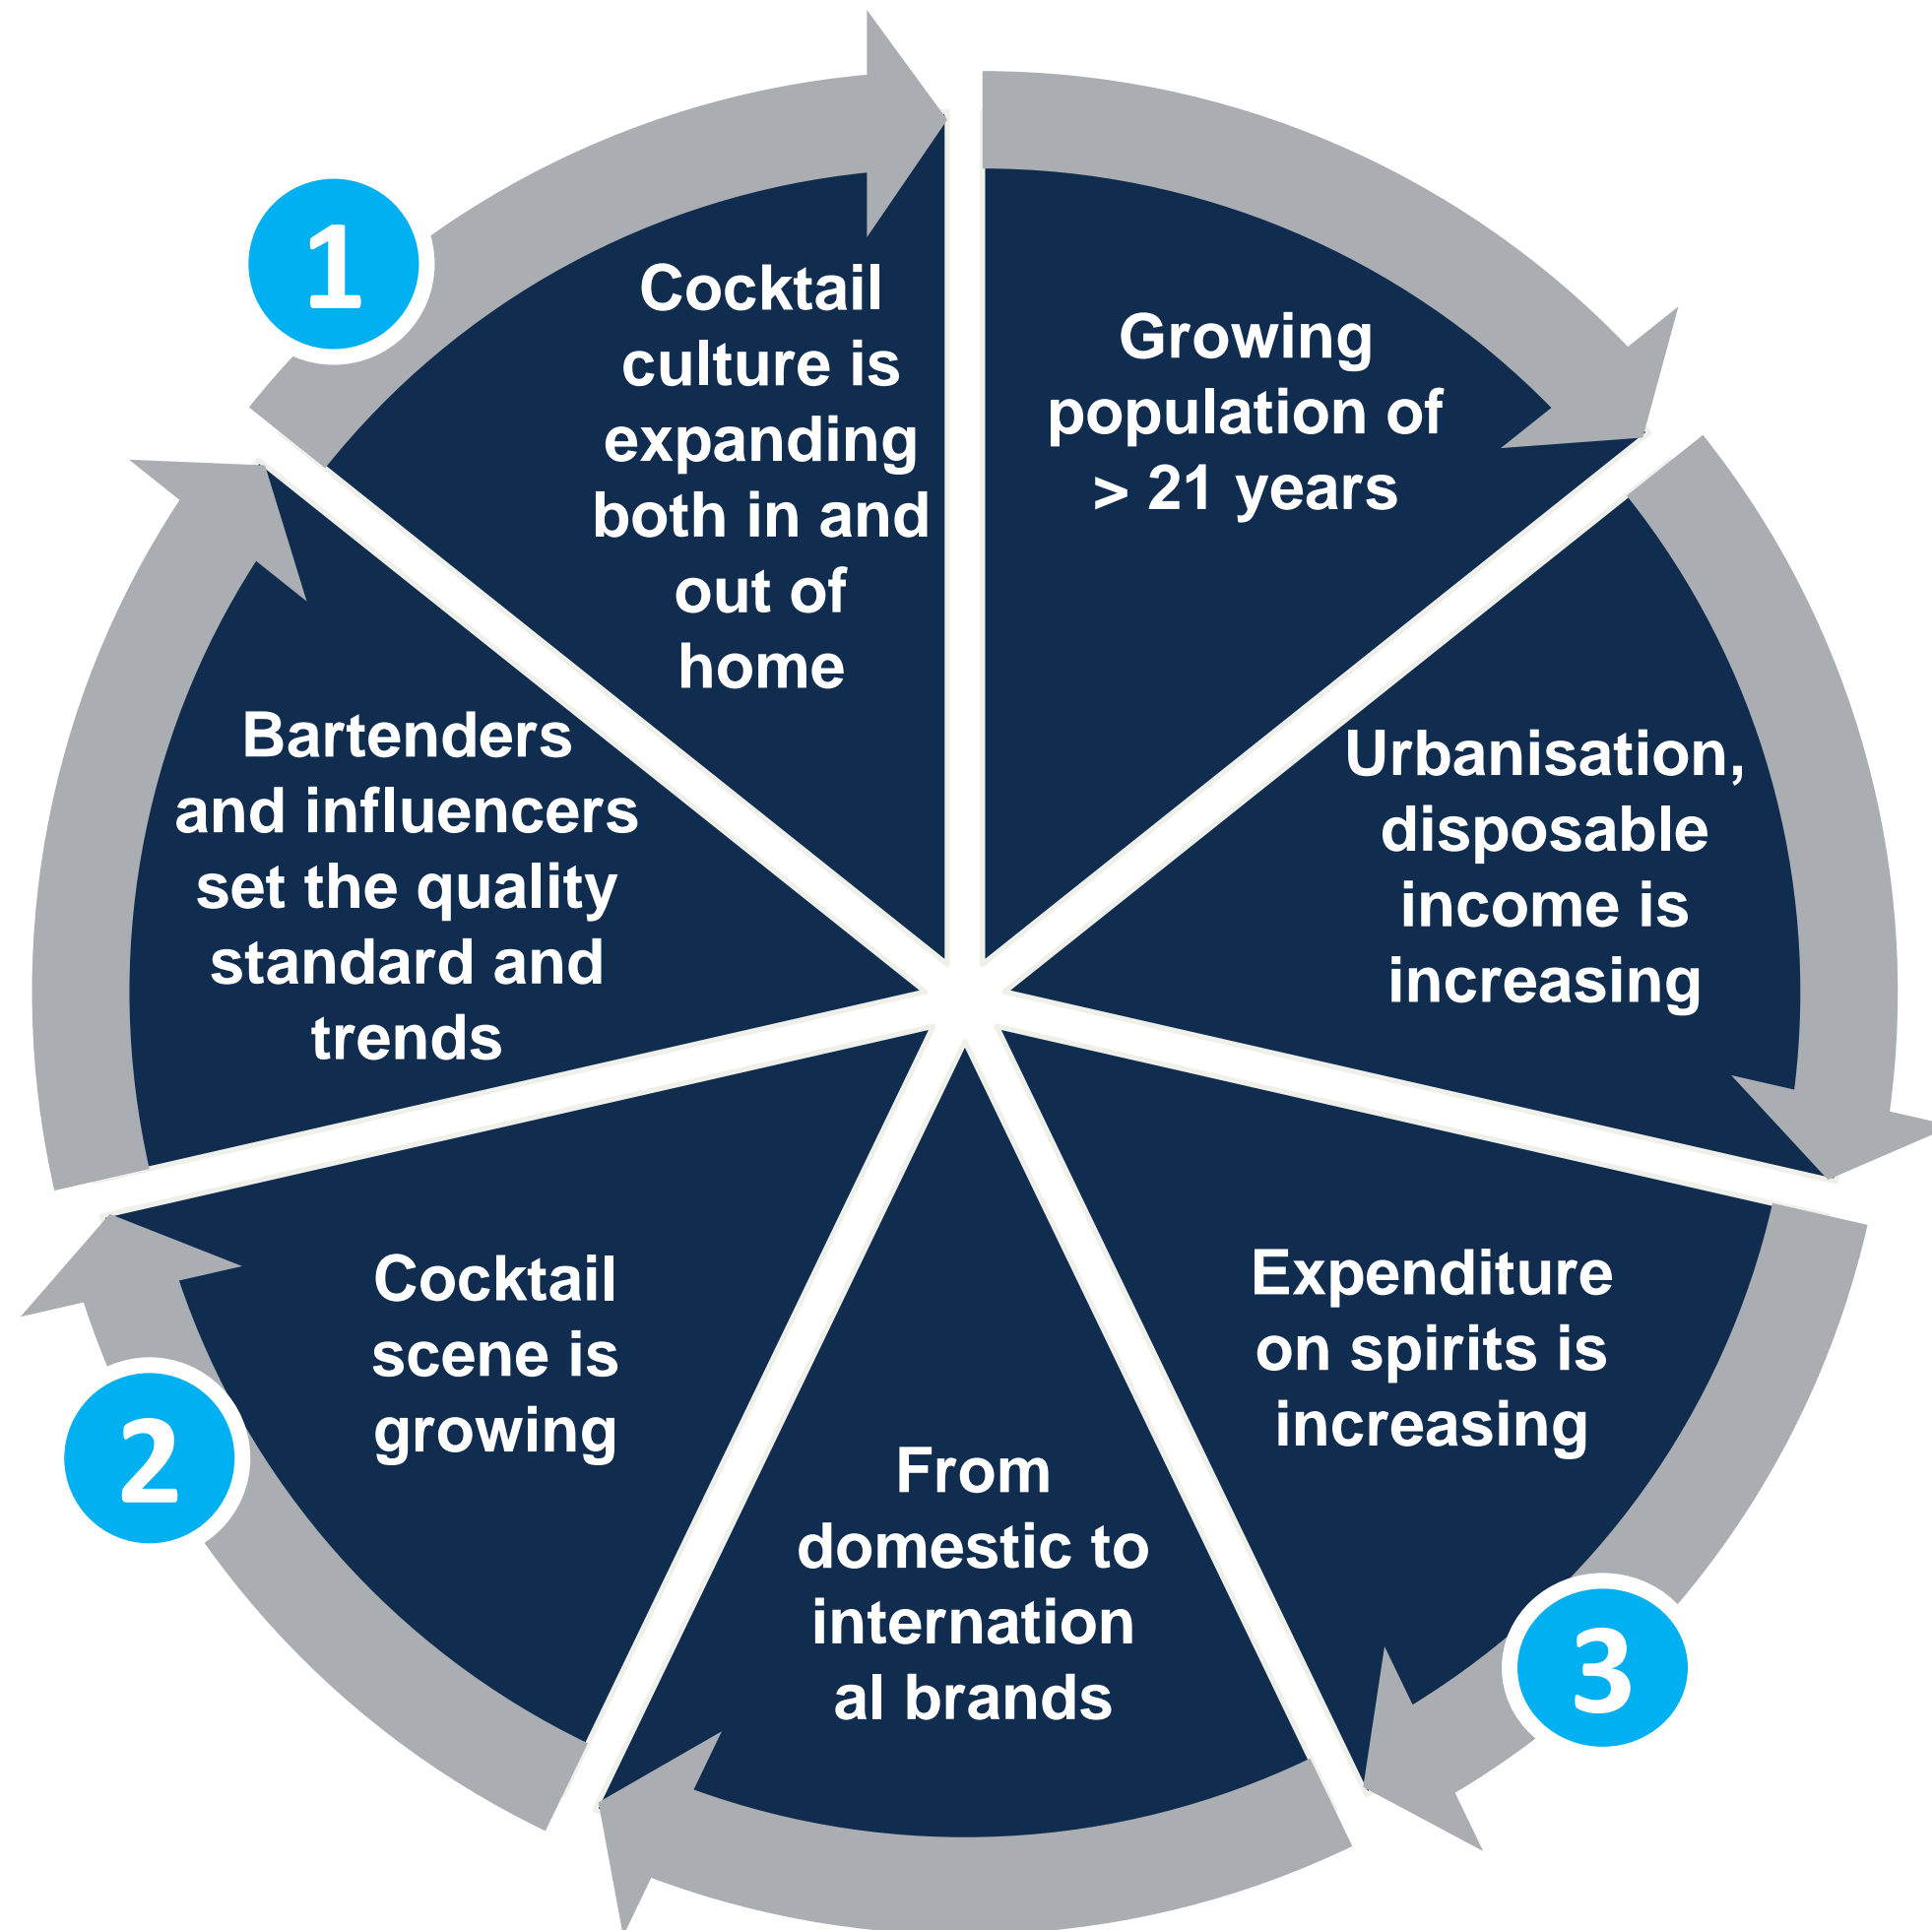 1
Cocktail
culture is
expanding
both in and
out of
home
Growing
population of
> 21 years
Urbanisation,
disposable
income is
increasing
Expenditure
on spirits is
increasing
3
From
domestic to
internation
al brands
Cocktail
scene is
growing
2
Bartenders
and influencers
set the quality
standard and
trends